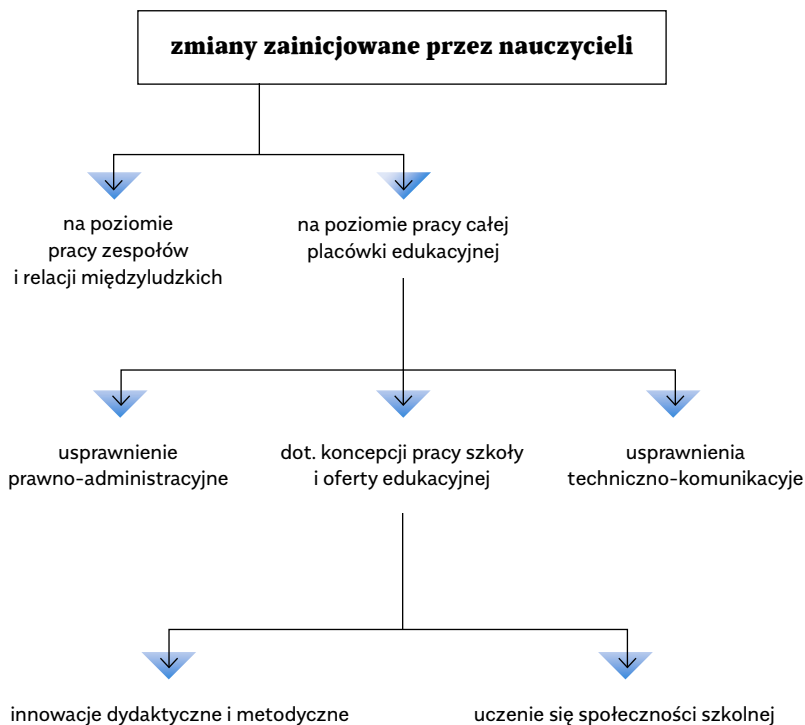 zmiany zainicjowane przez nauczycieli
na poziomie
pracy zespołów
i relacji międzyludzkich
na poziomie pracy całej
placówki edukacyjnej
usprawnienie
prawno-administracyjne
dot. koncepcji pracy szkoły
i oferty edukacyjnej
usprawnienia
techniczno-komunikacyje
innowacje dydaktyczne i metodyczne
uczenie się społeczności szkolnej